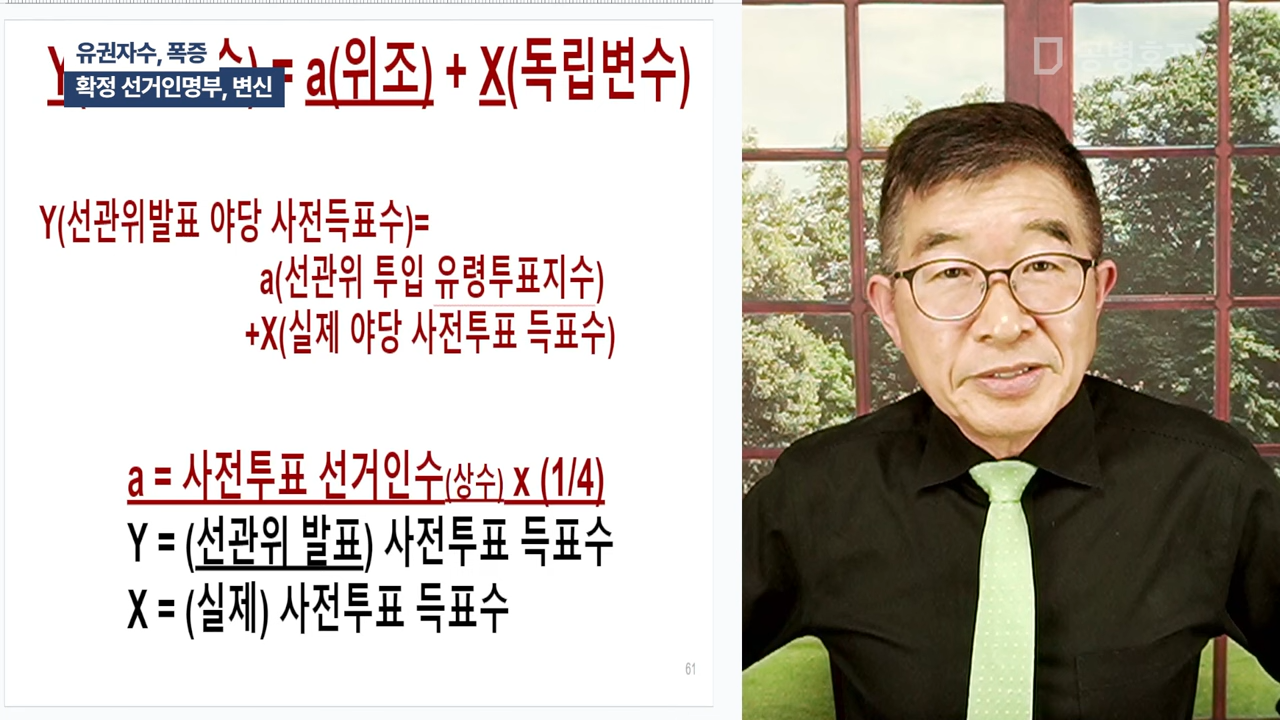 유권자수, 폭증
확정 선거인명부, 변신
수) = a(위조) + X(독립변수)
Y(선관위발표 야당 사전득표수)=
a(선관위 투입 유령투표지수)
+X(실제 야당 사전투표 득표수)
a = 사전투표 선거인수(상수) x (1/4)
Y = (선관위 발표) 사전투표 득표수
X = (실제) 사전투표 득표수
61